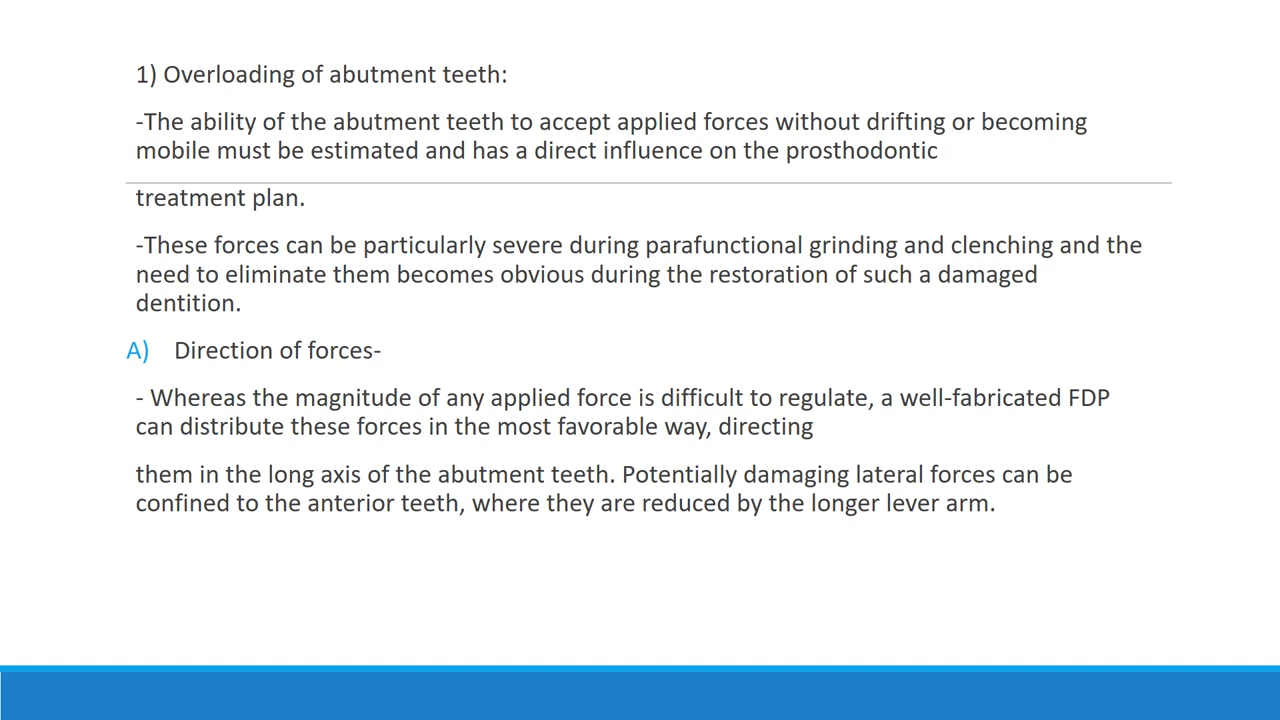 1) Overloading of abutment teeth:
-The ability of the abutment teeth to accept applied forces without drifting or becoming
mobile must be estimated and has a direct influence on the prosthodontic
treatment plan.
-These forces can be particularly severe during parafunctional grinding and clenching and the
need to eliminate them becomes obvious during the restoration of such a damaged
dentition.
A) Direction of forces-
- Whereas the magnitude of any applied force is difficult to regulate, a well-fabricated FDP
can distribute these forces in the most favorable way, directing
them in the long axis of the abutment teeth. Potentially damaging lateral forces can be
confined to the anterior teeth, where they are reduced by the longer lever arm.